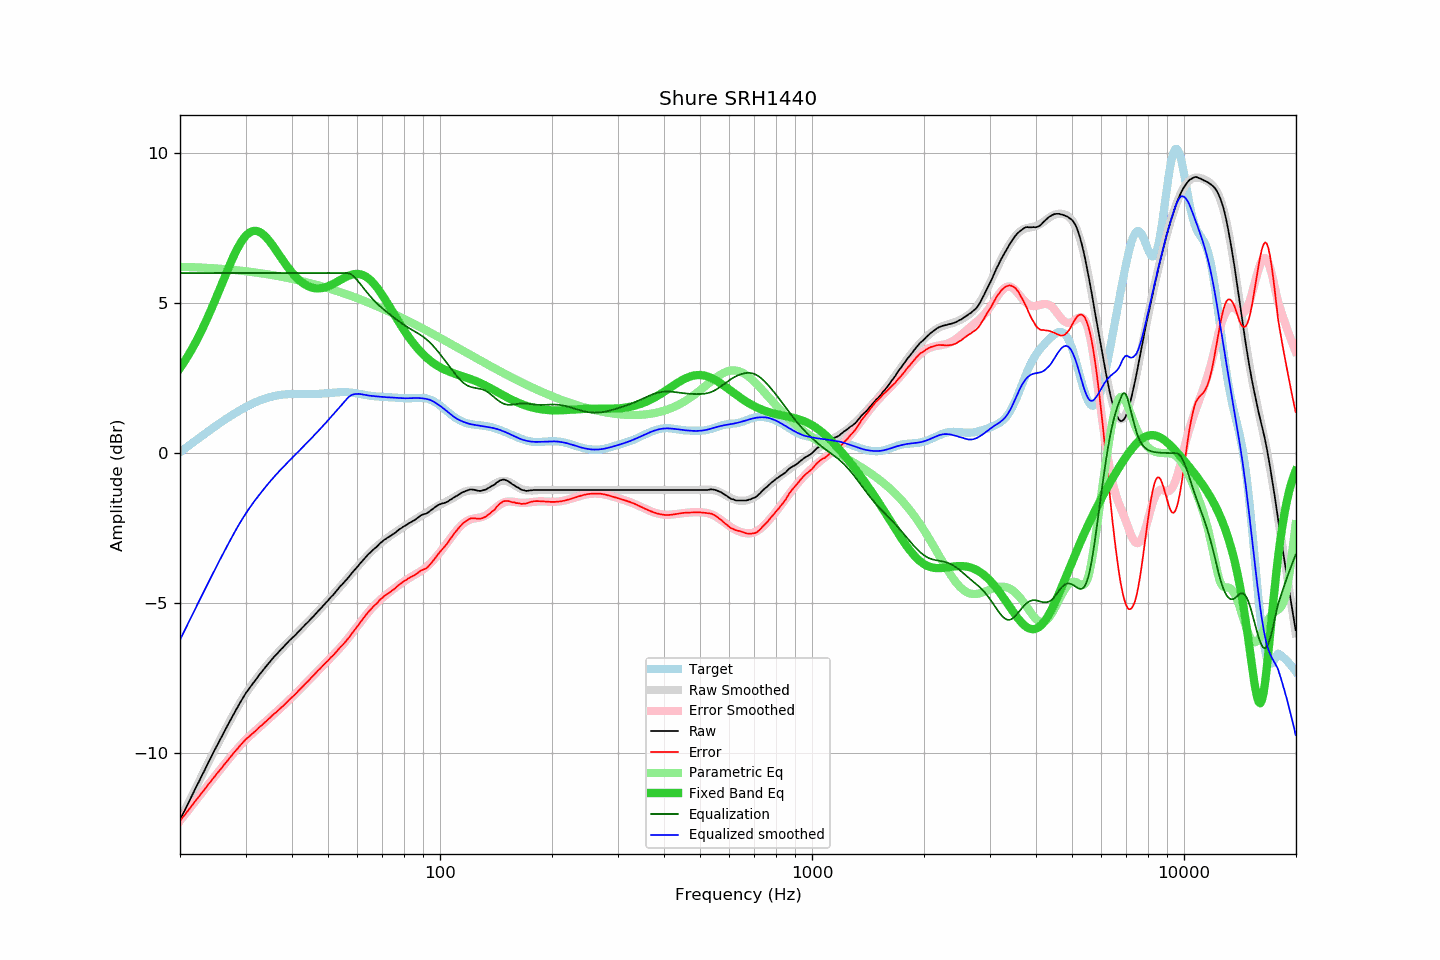 Shure SRH1440
Amplitude (dBr)
10
5
0
−5
−10
100
1000
10000
Frequency (Hz)
Target
Raw Smoothed
Error Smoothed
Raw
Error
Parametric Eq
Fixed Band Eq
Equalization
Equalized smoothed